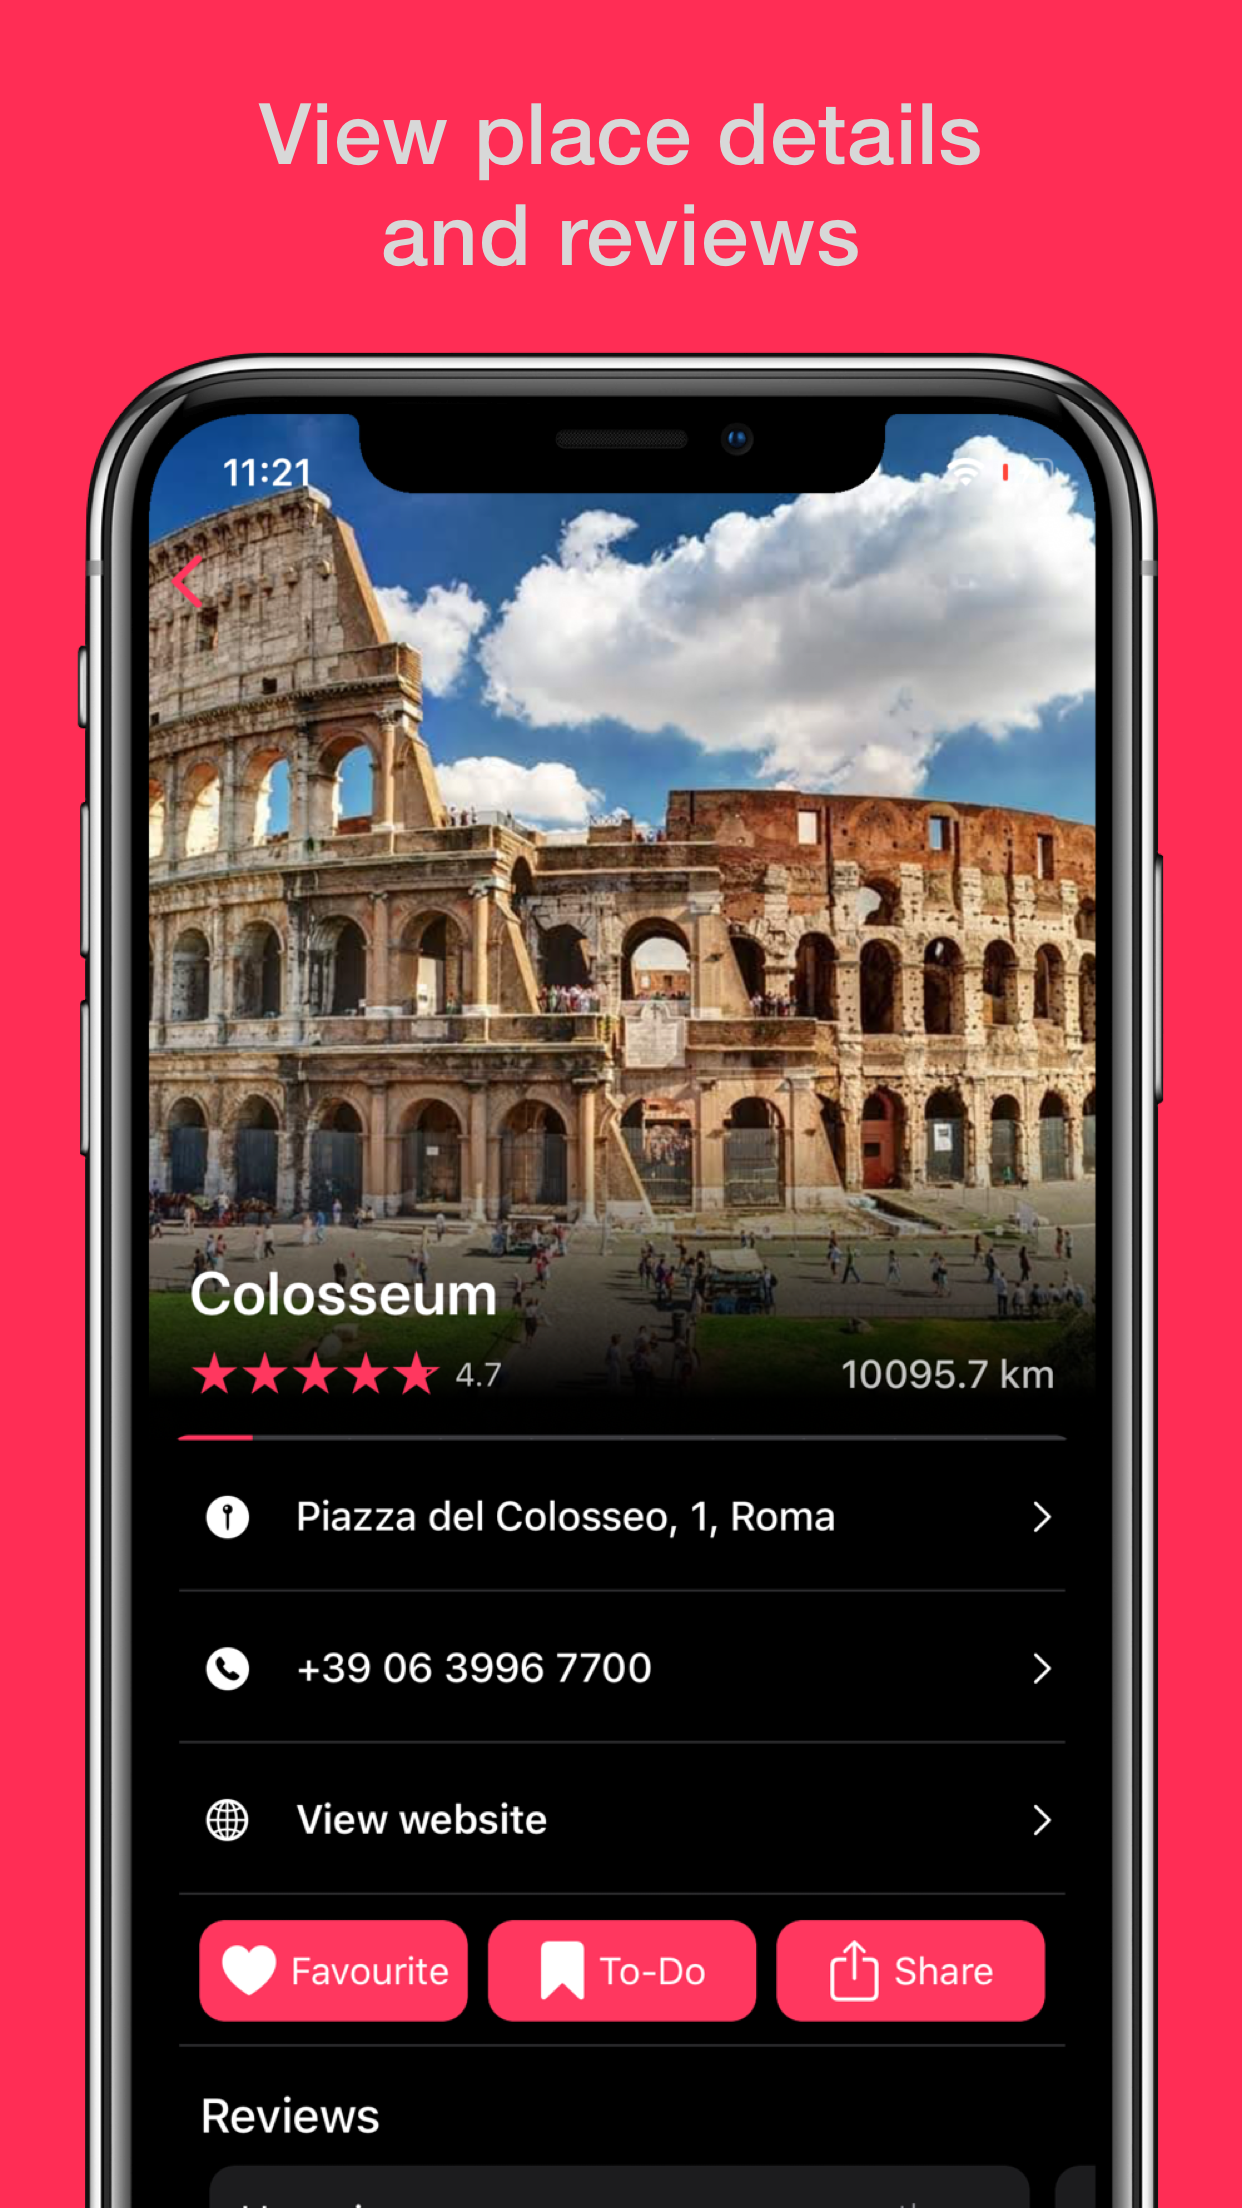 View place details
and reviews
11:21
Colosseum
4.7
10095.7 km
Piazza del Colosseo, 1, Roma
+39 06 3996 7700
View website
Favourite
To-Do
Share
Reviews